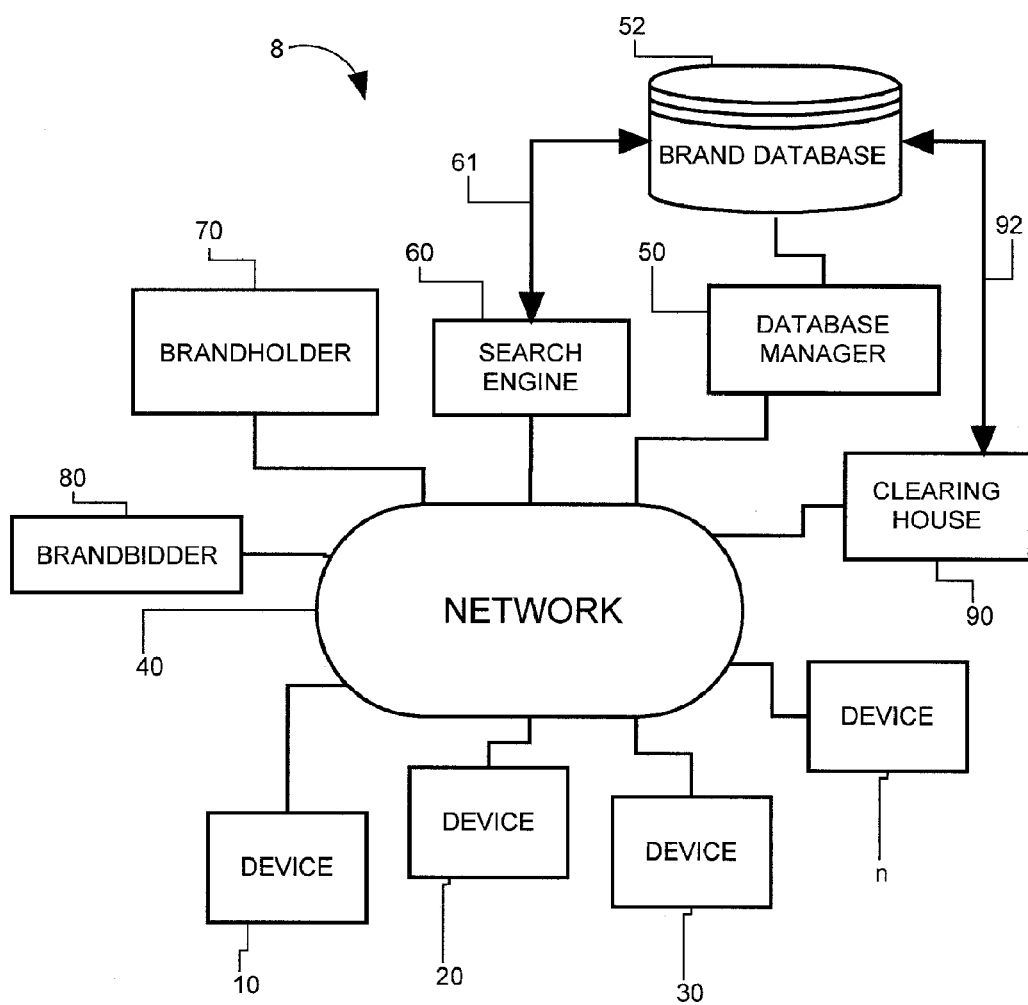 8
52
BRAND DATABASE
61
92
70
60
50
BRANDHOLDER
SEARCH
ENGINE
DATABASE
MANAGER
80
BRANDBIDDER
CLEARING
HOUSE
NETWORK
40
90
DEVICE
DEVICE
DEVICE
DEVICE
n
10
20
30